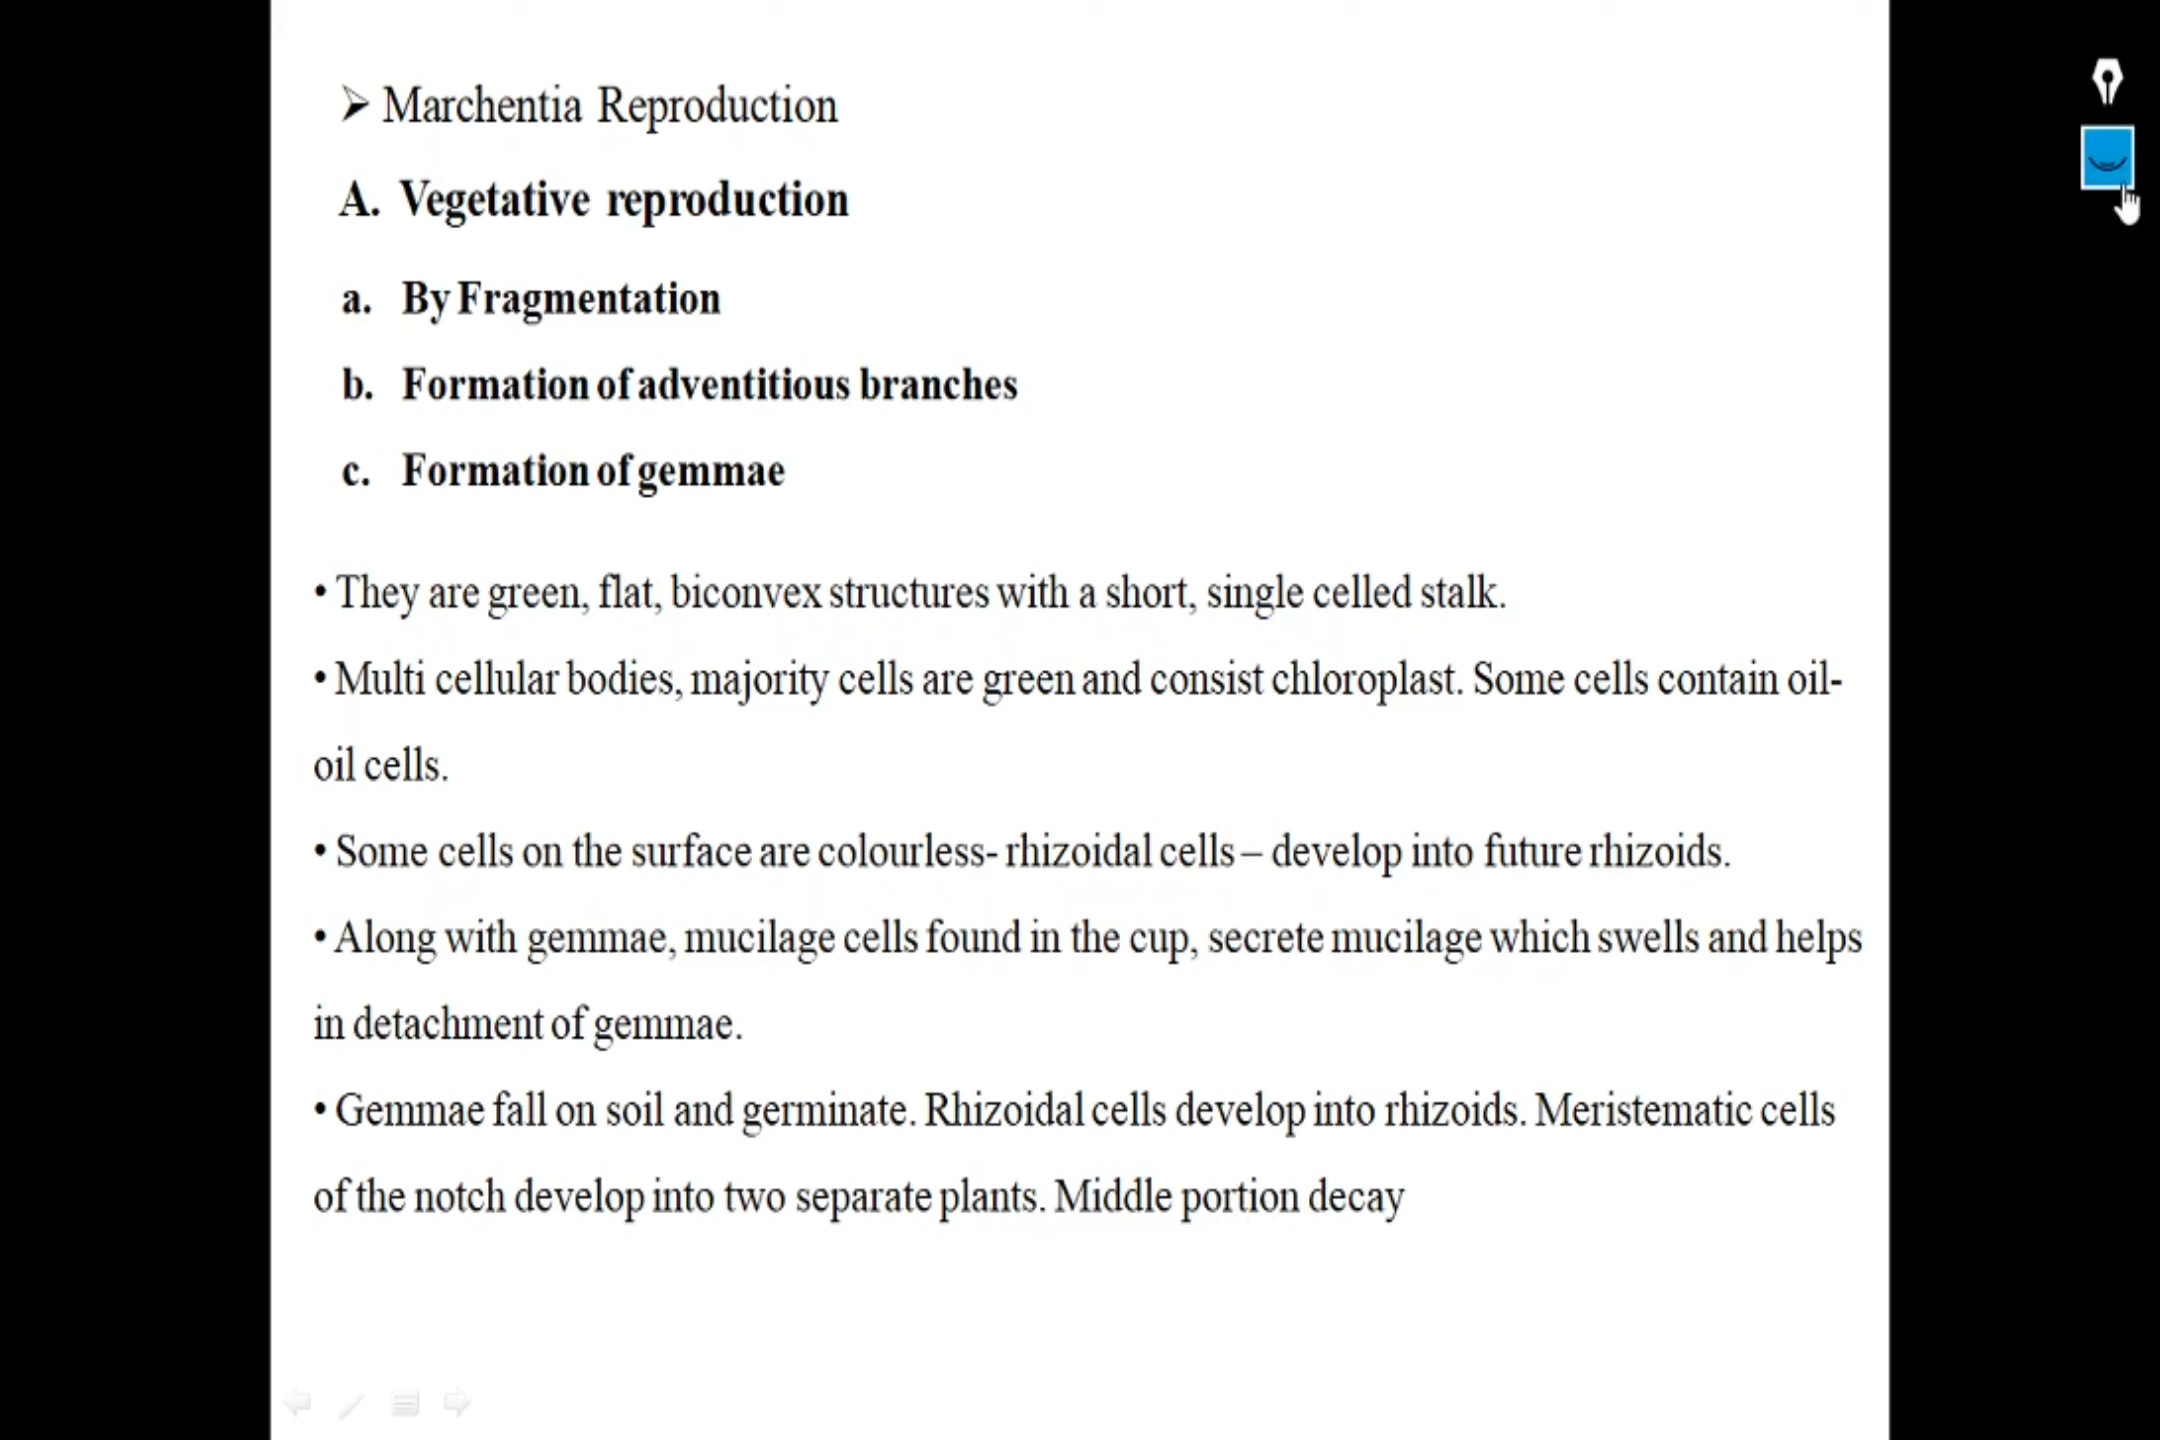 ➤ Marchentia Reproduction
A. Vegetative reproduction
a. By Fragmentation
b. Formation of adventitious branches
c. Formation of gemmae
• They are green, flat, biconvex structures with a short, single celled stalk.
• Multi cellular bodies, majority cells are green and consist chloroplast. Some cells contain oil-
oil cells.
• Some cells on the surface are colourless- rhizoidal cells – develop into future rhizoids.
• Along with gemmae, mucilage cells found in the cup, secrete mucilage which swells and helps
in detachment of gemmae.
• Gemmae fall on soil and germinate. Rhizoidal cells develop into rhizoids. Meristematic cells
of the notch develop into two separate plants. Middle portion decay